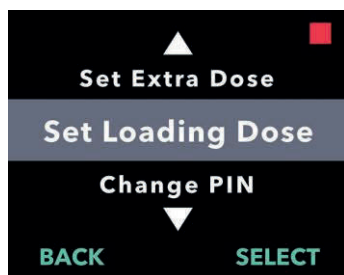 Set Extra Dose
Set Loading Dose
Change PIN
BACK SELECT